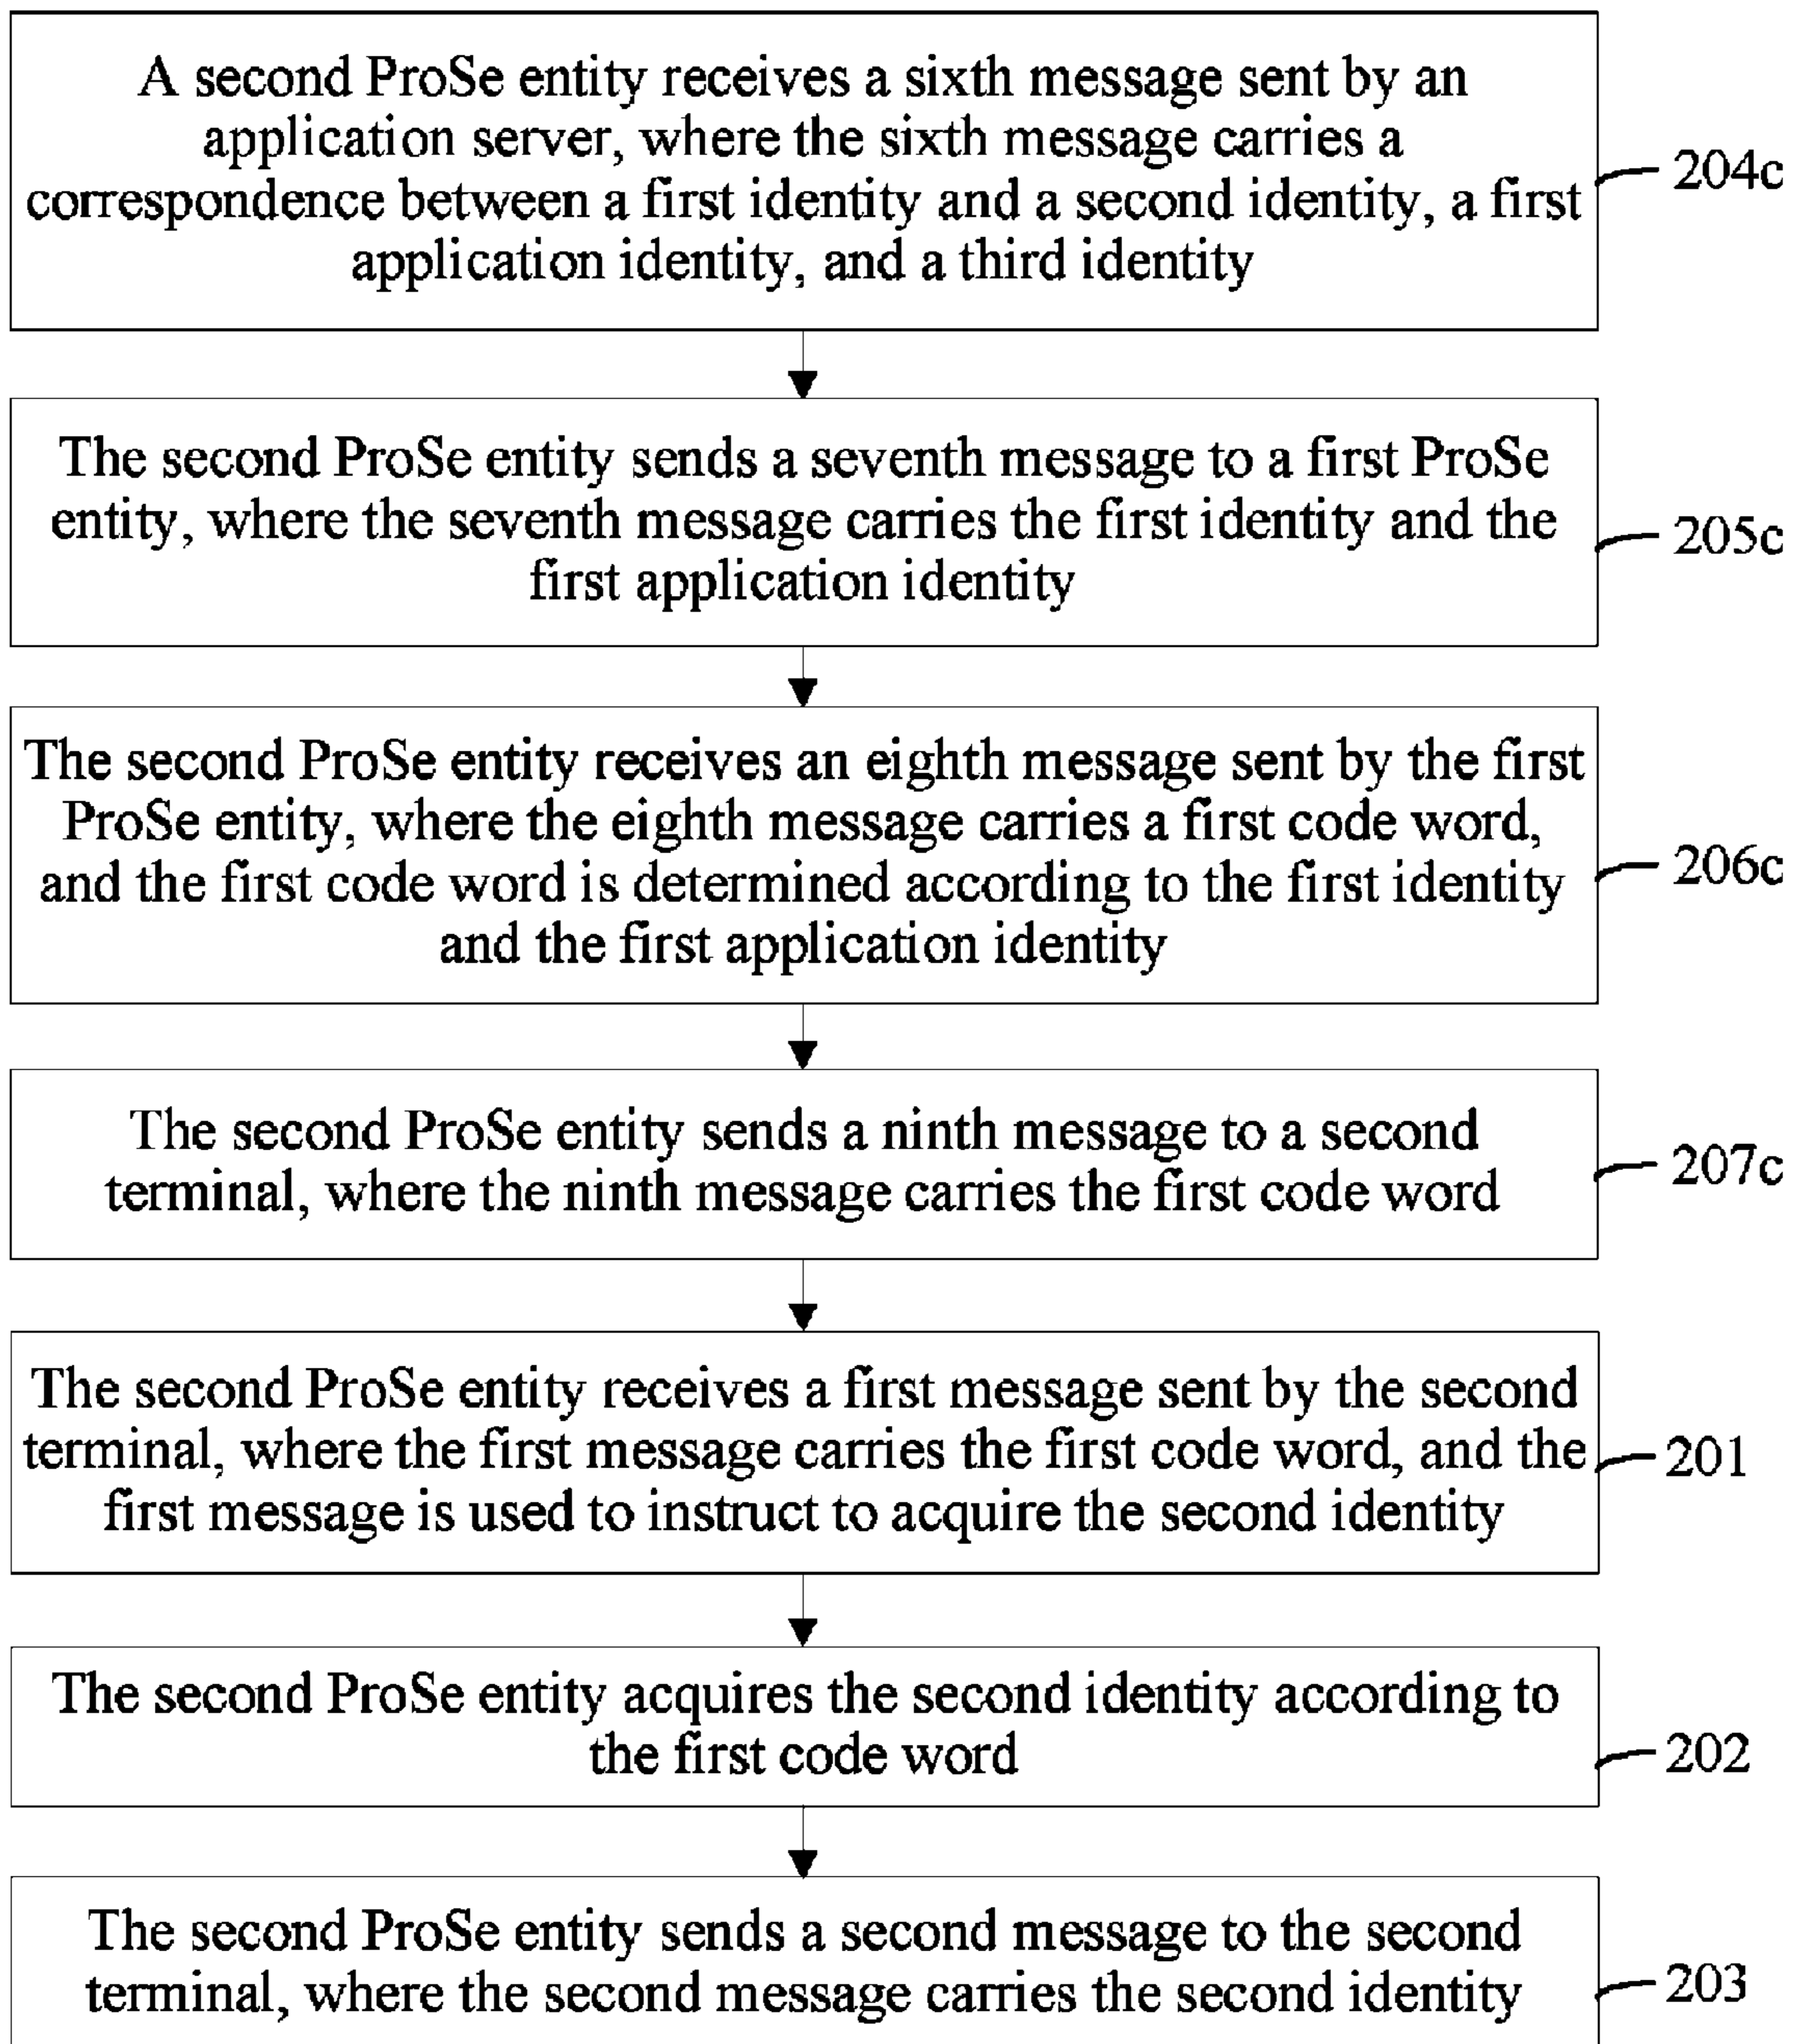 A second ProSe entity receives a sixth message sent by an
application server, where the sixth message carries a
correspondence between a first identity and a second identity, a first
application identity, and a third identity
204c
The second ProSe entity sends a seventh message to a first ProSe
entity, where the seventh message carries the first identity and the
first application identity
205c
The second ProSe entity receives an eighth message sent by the first
ProSe entity, where the eighth message carries a first code word,
and the first code word is determined according to the first identity
and the first application identity
206c
The second ProSe entity sends a ninth message to a second
terminal, where the ninth message carries the first code word
207c
The second ProSe entity receives a first message sent by the second
terminal, where the first message carries the first code word, and the
first message is used to instruct to acquire the second identity
201
The second ProSe entity acquires the second identity according to
the first code word
202
The second ProSe entity sends a second message to the second
terminal, where the second message carries the second identity
203